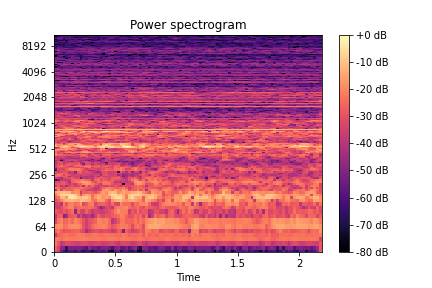 Power spectrogram
8192
4096
2048
1024
512
256
128
64
0
Hz
0
0.5
1
1.5
2
Time
+0 dB
-10 dB
-20 dB
-30 dB
-40 dB
-50 dB
-60 dB
-70 dB
-80 dB